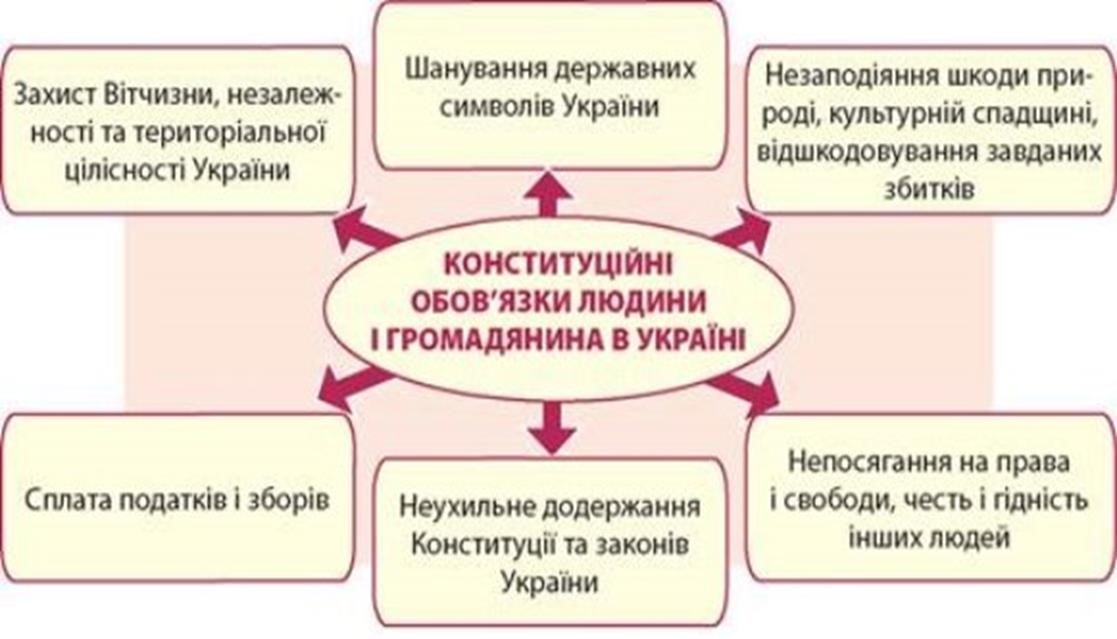 Захист Вітчизни, незалеж-
ності та територіальної
цілісності України
Шанування державних
символів України
Незаподіяння шкоди при-
роді, культурній спадщині,
відшкодовування завданих
збитків
КОНСТИТУЦІЙНІ
ОБОВ'ЯЗКИ ЛЮДИНИ
І ГРОМАДЯНИНА В УКРАЇНІ
Сплата податків і зборів
Неухильне додержання
Конституції та законів
України
Непосягання на права
і свободи, честь і гідність
інших людей